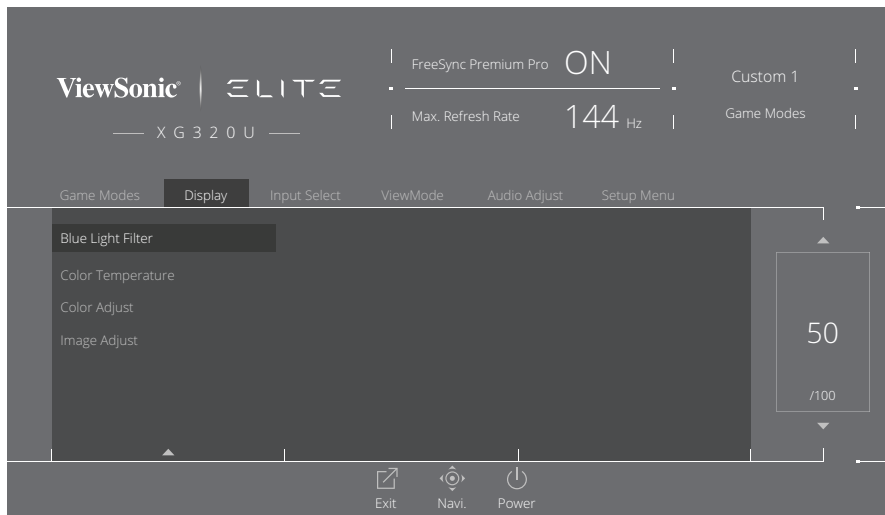 ViewSonic® ELITE
XG320U
FreeSync Premium Pro ON
Max. Refresh Rate 144 Hz
Custom 1
Game Modes
Game Modes Display Input Select ViewMode Audio Adjust Setup Menu
Blue Light Filter
Color Temperature
Color Adjust
Image Adjust
50
/100
Exit Navi. Power